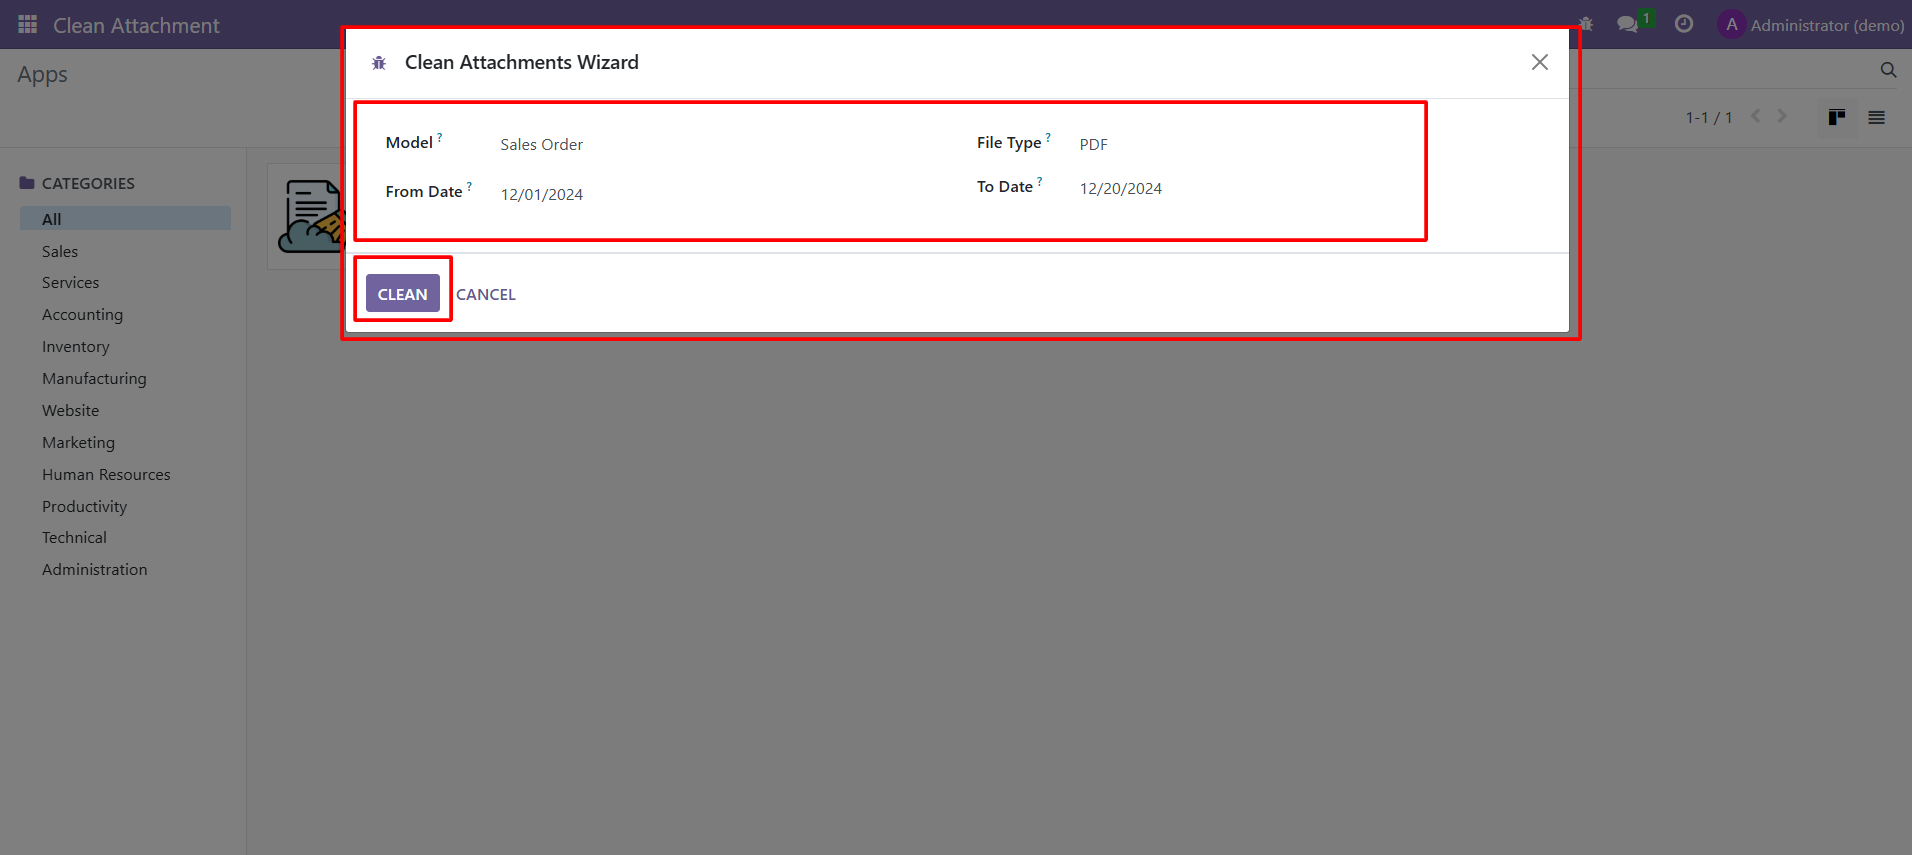 Clean Attachment
1
A Administrator (demo)
Apps
Clean Attachments Wizard
1-1 / 1
Model ? Sales Order
File Type ? PDF
From Date ? 12/01/2024
To Date ? 12/20/2024
CLEAN CANCEL
CATEGORIES
All
Sales
Services
Accounting
Inventory
Manufacturing
Website
Marketing
Human Resources
Productivity
Technical
Administration